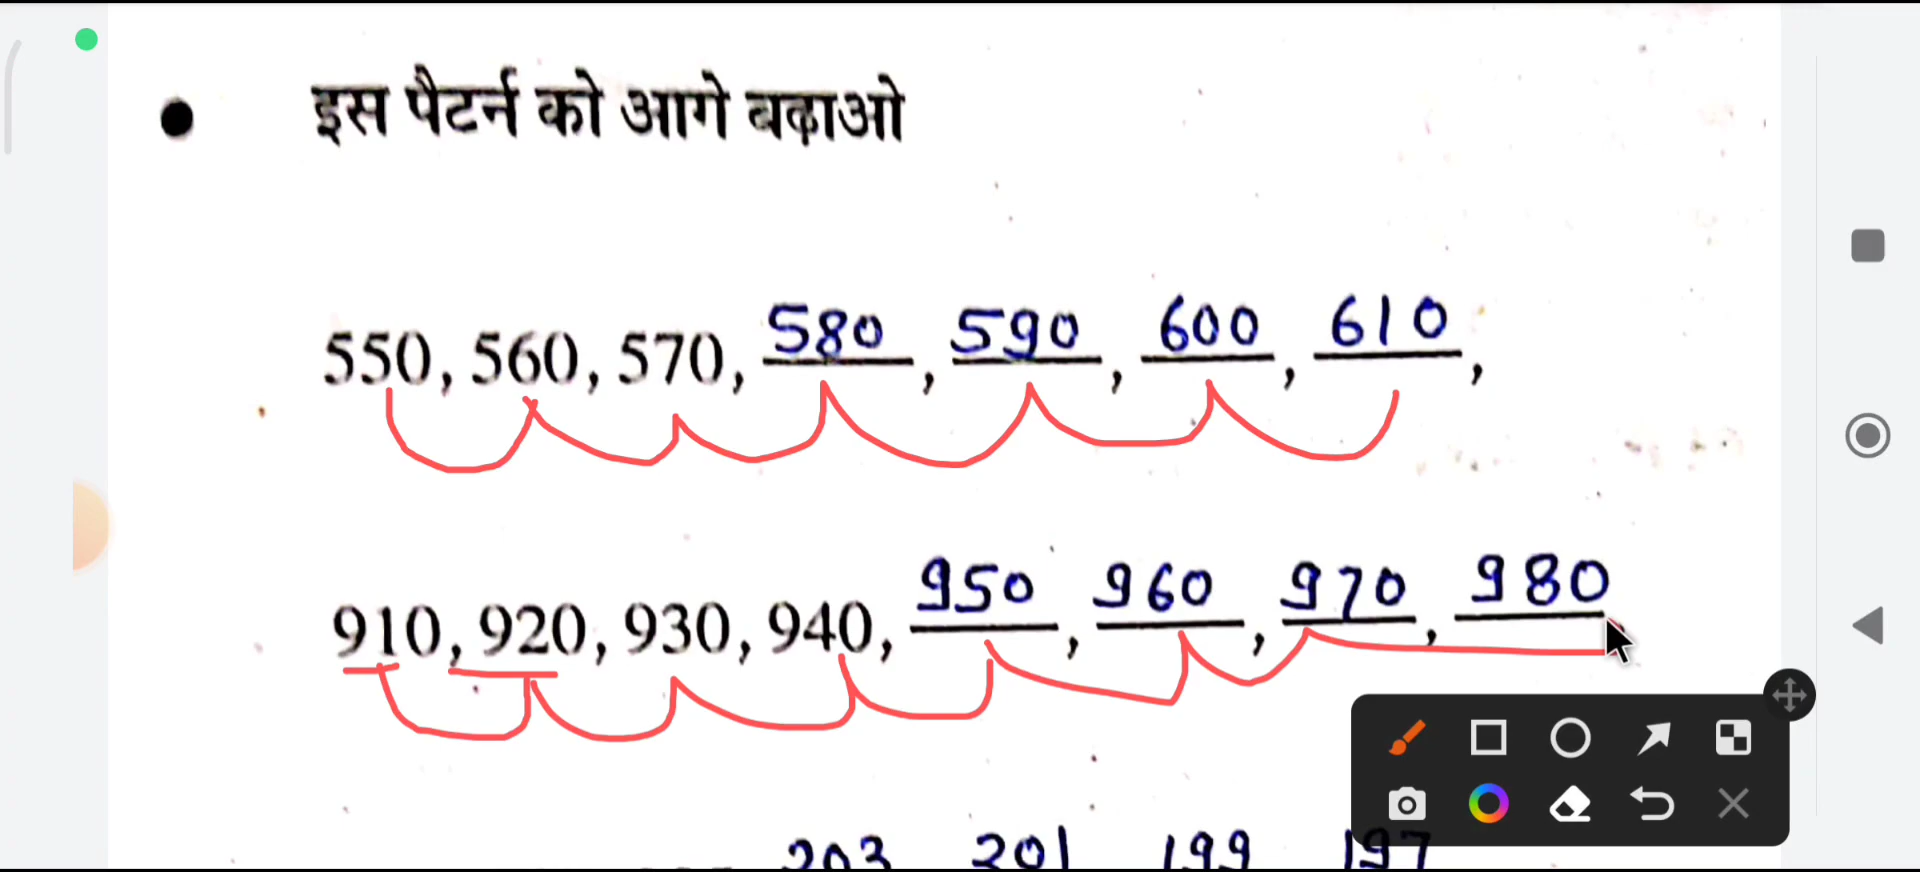 ● इस पैटर्न को आगे बढ़ाओ
550, 560, 570, 580, 590, 600, 610,
910, 920, 930, 940, 950, 960, 970, 980
203 201 199 197